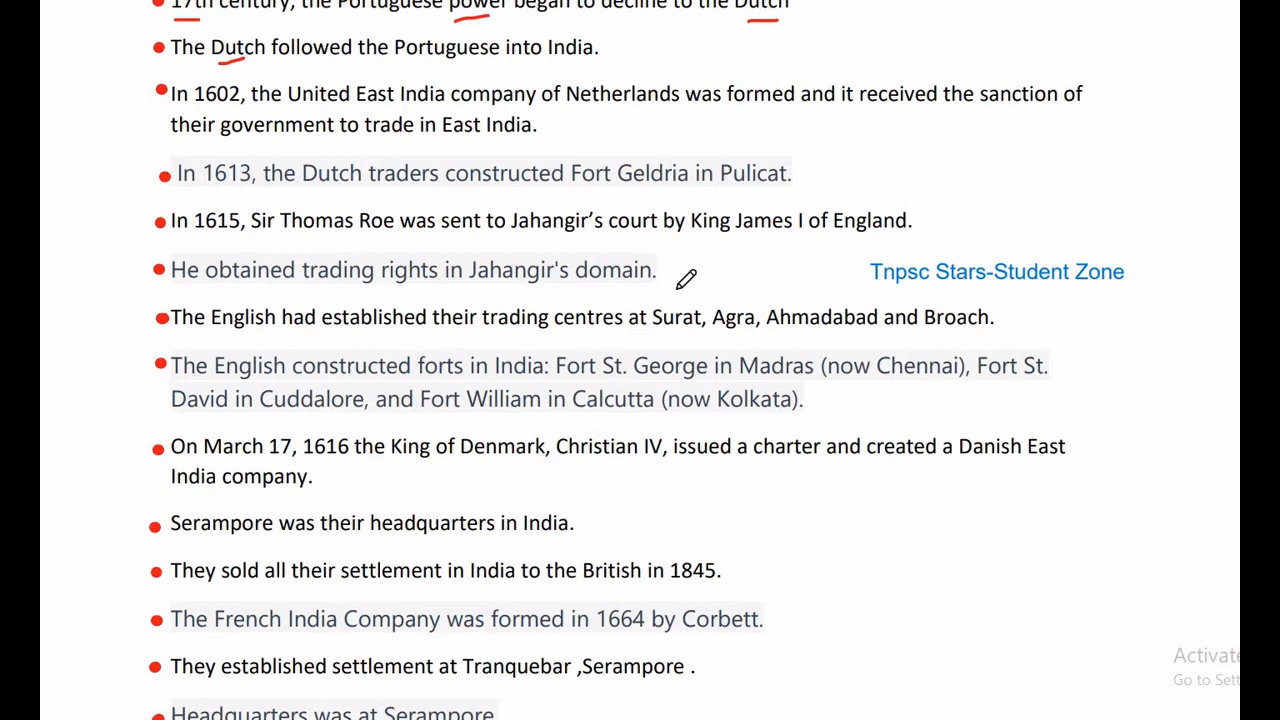 17th century, the Portuguese power began to decline to the Dutch
The Dutch followed the Portuguese into India.
In 1602, the United East India company of Netherlands was formed and it received the sanction of
their government to trade in East India.
In 1613, the Dutch traders constructed Fort Geldria in Pulicat.
In 1615, Sir Thomas Roe was sent to Jahangir’s court by King James I of England.
He obtained trading rights in Jahangir's domain.
Tnpsc Stars-Student Zone
The English had established their trading centres at Surat, Agra, Ahmadabad and Broach.
The English constructed forts in India: Fort St. George in Madras (now Chennai), Fort St.
David in Cuddalore, and Fort William in Calcutta (now Kolkata).
On March 17, 1616 the King of Denmark, Christian IV, issued a charter and created a Danish East
India company.
Serampore was their headquarters in India.
They sold all their settlement in India to the British in 1845.
The French India Company was formed in 1664 by Corbett.
They established settlement at Tranquebar ,Serampore .
Activate
Go to Sett
Headquarters was at Serampore.